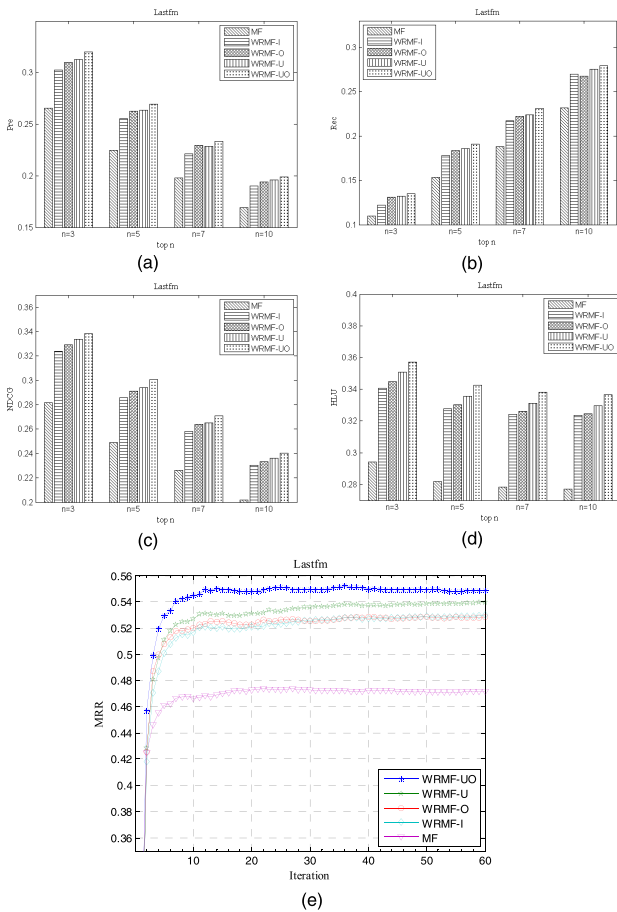 Lastfm
Pre
0.3
0.25
0.2
0.15
MF
WRMF-I
WRMF-O
WRMF-U
WRMF-UO
n=3 n=5 n=7 n=10
top n
(a)
Lastfm
Rec
0.3
0.25
0.2
0.15
0.1
MF
WRMF-I
WRMF-O
WRMF-U
WRMF-UO
n=3 n=5 n=7 n=10
top n
(b)
Lastfm
NDCG
0.36
0.34
0.32
0.3
0.28
0.26
0.24
0.22
0.2
MF
WRMF-I
WRMF-O
WRMF-U
WRMF-UO
n=3 n=5 n=7 n=10
top n
(c)
Lastfm
HLU
0.4
0.38
0.36
0.34
0.32
0.3
0.28
MF
WRMF-I
WRMF-O
WRMF-U
WRMF-UO
n=3 n=5 n=7 n=10
top n
(d)
Lastfm
MRR
0.56
0.54
0.52
0.5
0.48
0.46
0.44
0.42
0.4
0.38
0.36
WRMF-UO
WRMF-U
WRMF-O
WRMF-I
MF
10 20 30 40 50 60
Iteration
(e)